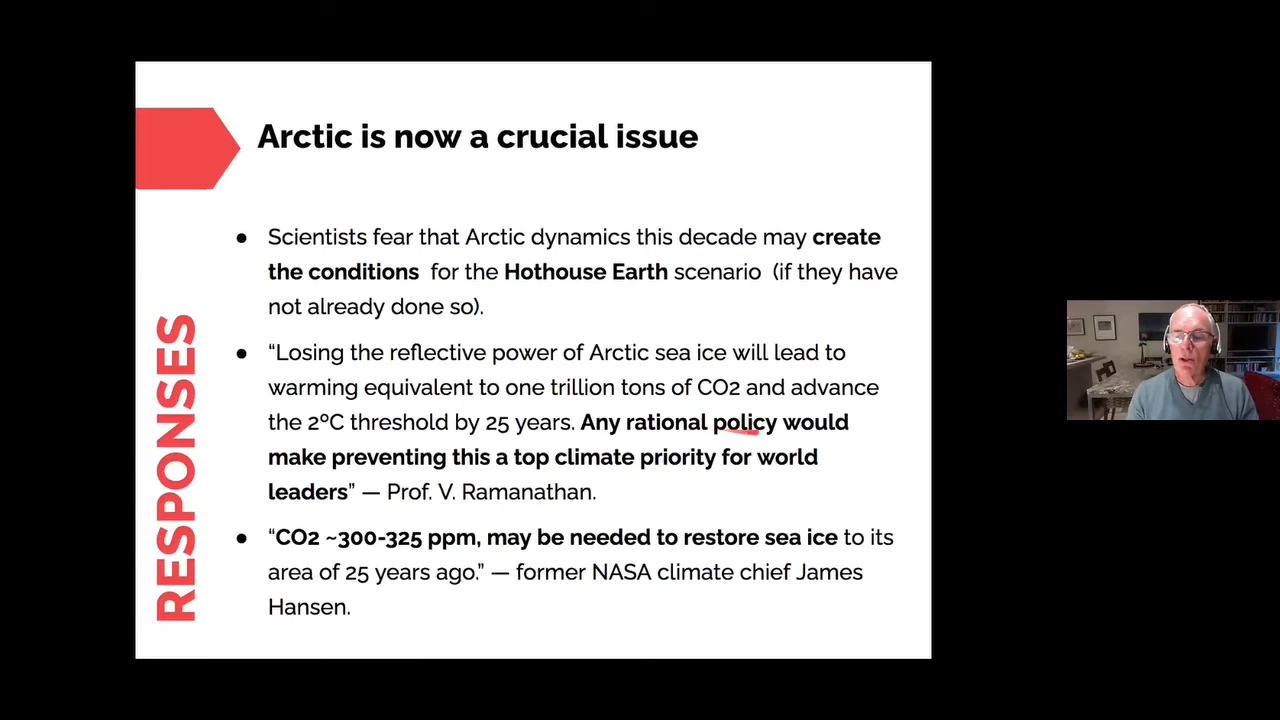 Arctic is now a crucial issue
RESPONSES
● Scientists fear that Arctic dynamics this decade may create
the conditions for the Hothouse Earth scenario (if they have
not already done so).
● “Losing the reflective power of Arctic sea ice will lead to
warming equivalent to one trillion tons of CO2 and advance
the 2ºC threshold by 25 years. Any rational policy would
make preventing this a top climate priority for world
leaders” — Prof. V. Ramanathan.
● “CO2 ~300-325 ppm, may be needed to restore sea ice to its
area of 25 years ago.” — former NASA climate chief James
Hansen.